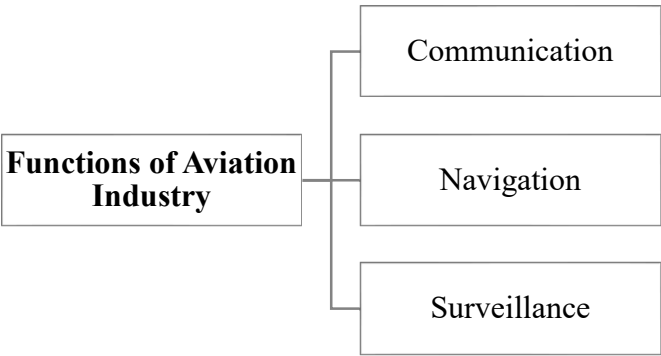 Functions of Aviation
Industry
Communication
Navigation
Surveillance